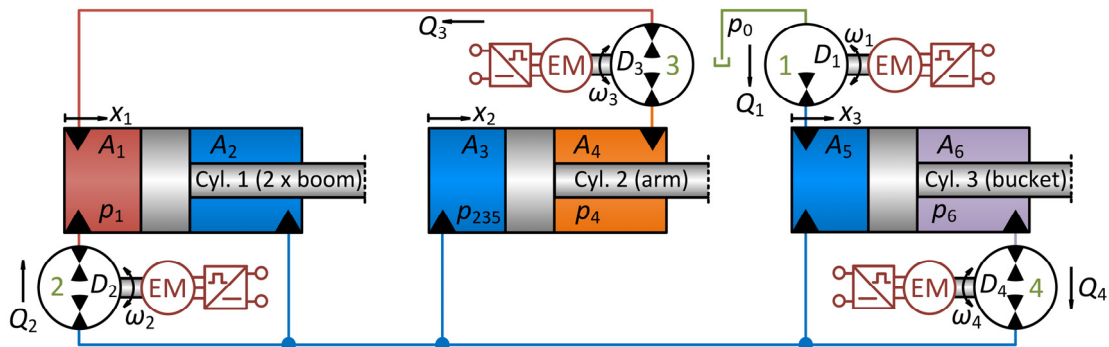 Q3
EM
D3
3
ω3
p0
Q1
1
D1
ω1
EM
x1
x2
x3
A1
A2
Cyl. 1 (2 x boom)
p1
A3
A4
Cyl. 2 (arm)
p235
p4
A5
A6
Cyl. 3 (bucket)
p6
Q2
2
D2
ω2
EM
EM
D4
ω4
4
Q4